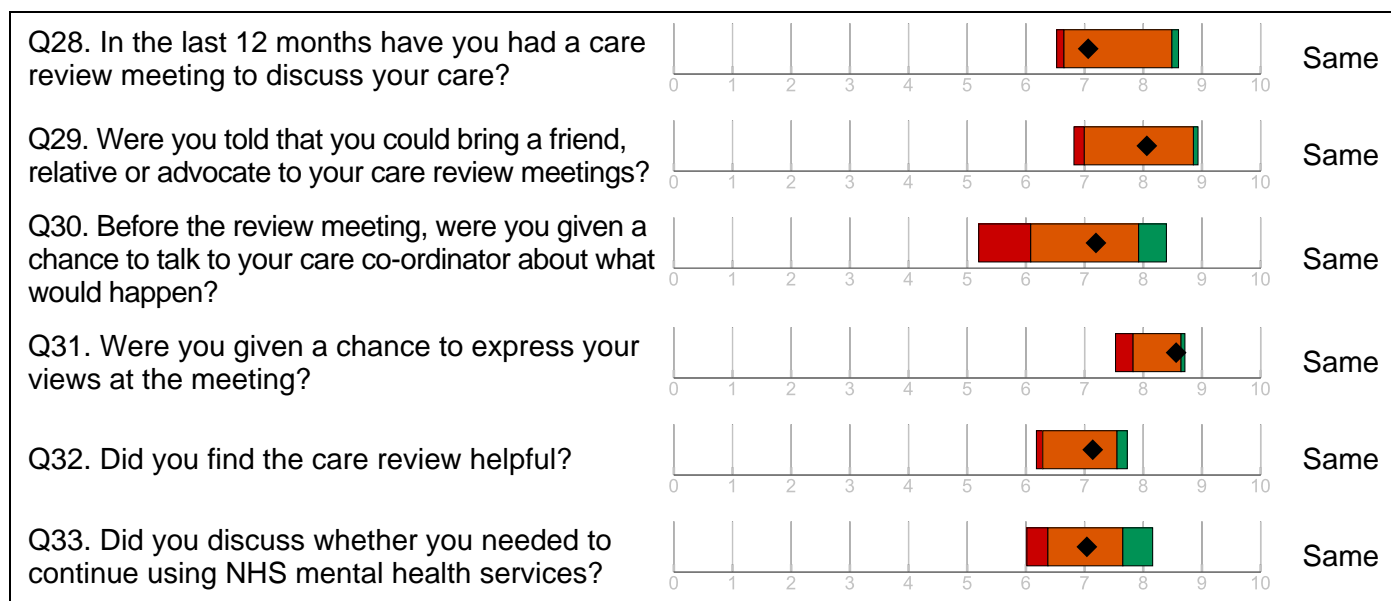 Q28. In the last 12 months have you had a care
review meeting to discuss your care?
0 1 2 3 4 5 6 7 8 9 10
Same
Q29. Were you told that you could bring a friend,
relative or advocate to your care review meetings?
0 1 2 3 4 5 6 7 8 9 10
Same
Q30. Before the review meeting, were you given a
chance to talk to your care co-ordinator about what
would happen?
0 1 2 3 4 5 6 7 8 9 10
Same
Q31. Were you given a chance to express your
views at the meeting?
0 1 2 3 4 5 6 7 8 9 10
Same
Q32. Did you find the care review helpful?
0 1 2 3 4 5 6 7 8 9 10
Same
Q33. Did you discuss whether you needed to
continue using NHS mental health services?
0 1 2 3 4 5 6 7 8 9 10
Same